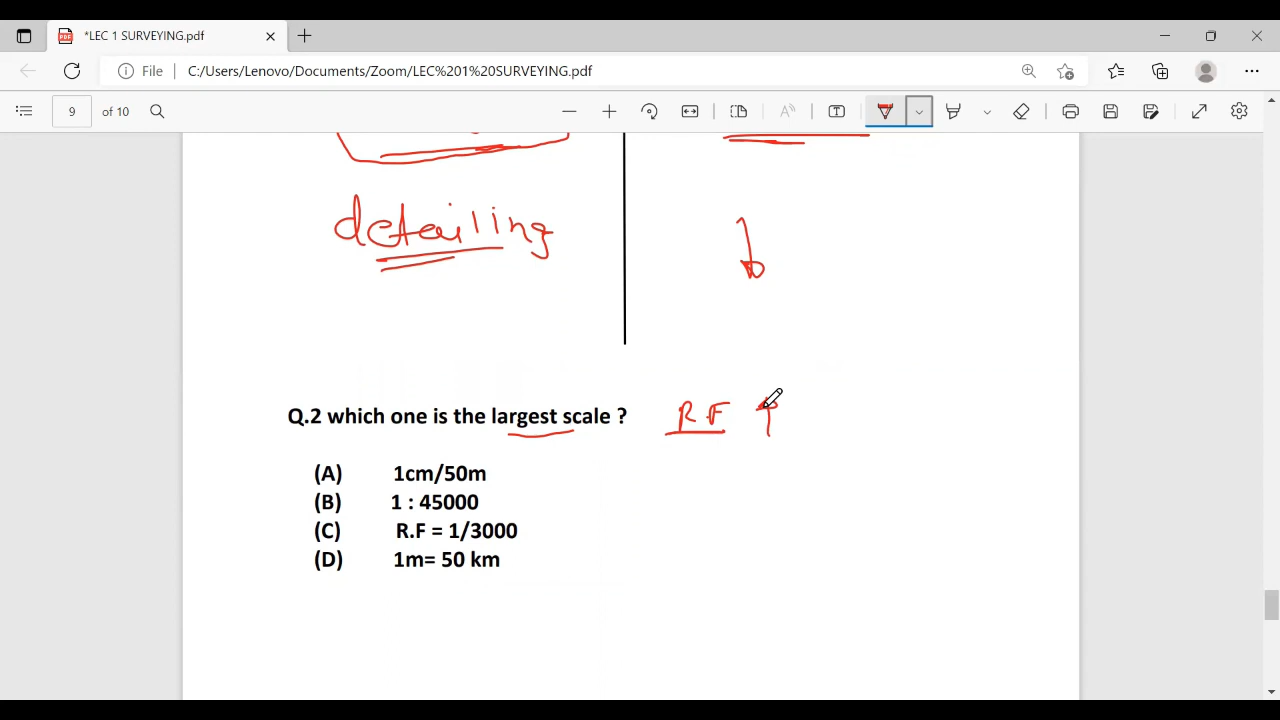 *LEC 1 SURVEYING.pdf
File C:/Users/Lenovo/Documents/Zoom/LEC%201%20SURVEYING.pdf
9 of 10
detailing
Q.2 which one is the largest scale ? R F
(A) 1cm/50m
(B) 1 : 45000
(C) R.F = 1/3000
(D) 1m= 50 km